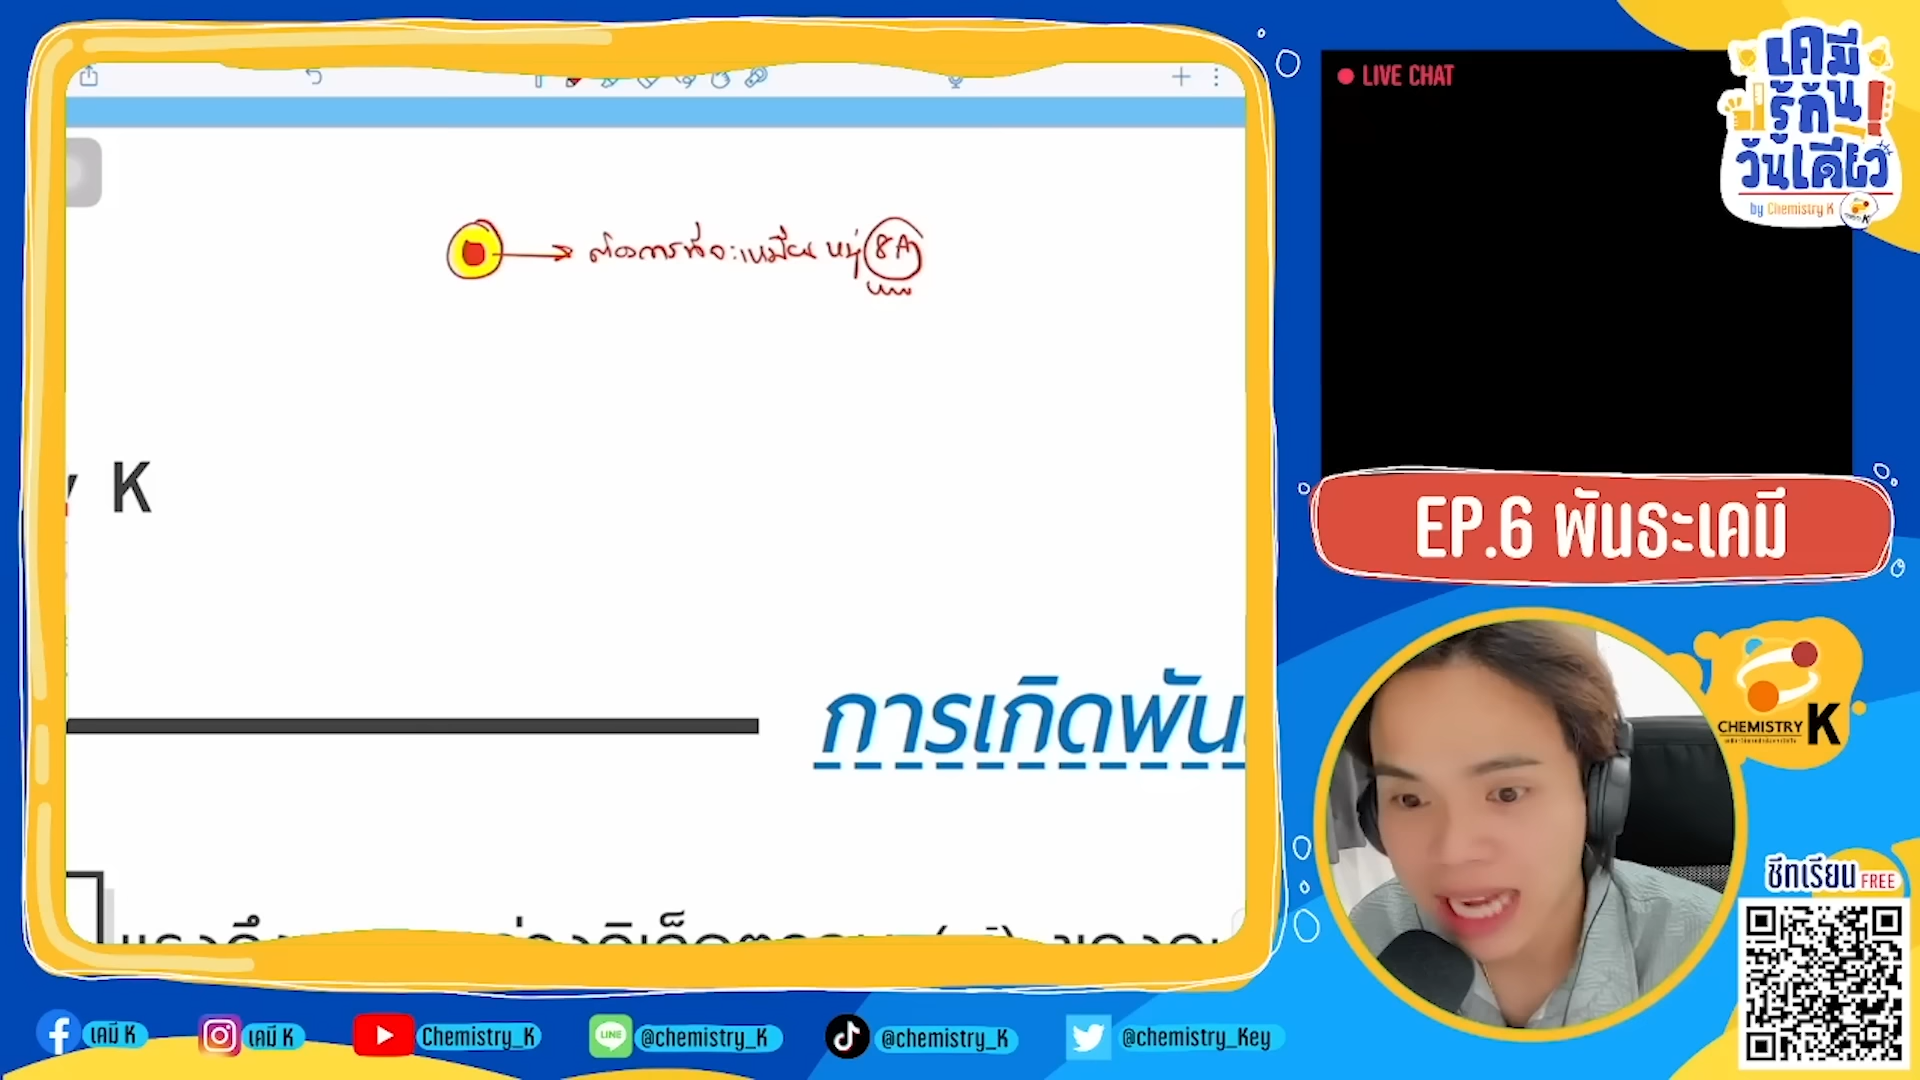 LIVE CHAT
เคมี
รู้กัน!
วันเดียว
by Chemistry K
ต้องการที่จะเหมือน หมู่ 8A
y K
EP.6 พันธะเคมี
การเกิดพัน
CHEMISTRY K
ชีทเรียน FREE
เคมี K
เคมี K
Chemistry_K
LINE
@chemistry_K
@chemistry_K
@chemistry_Key